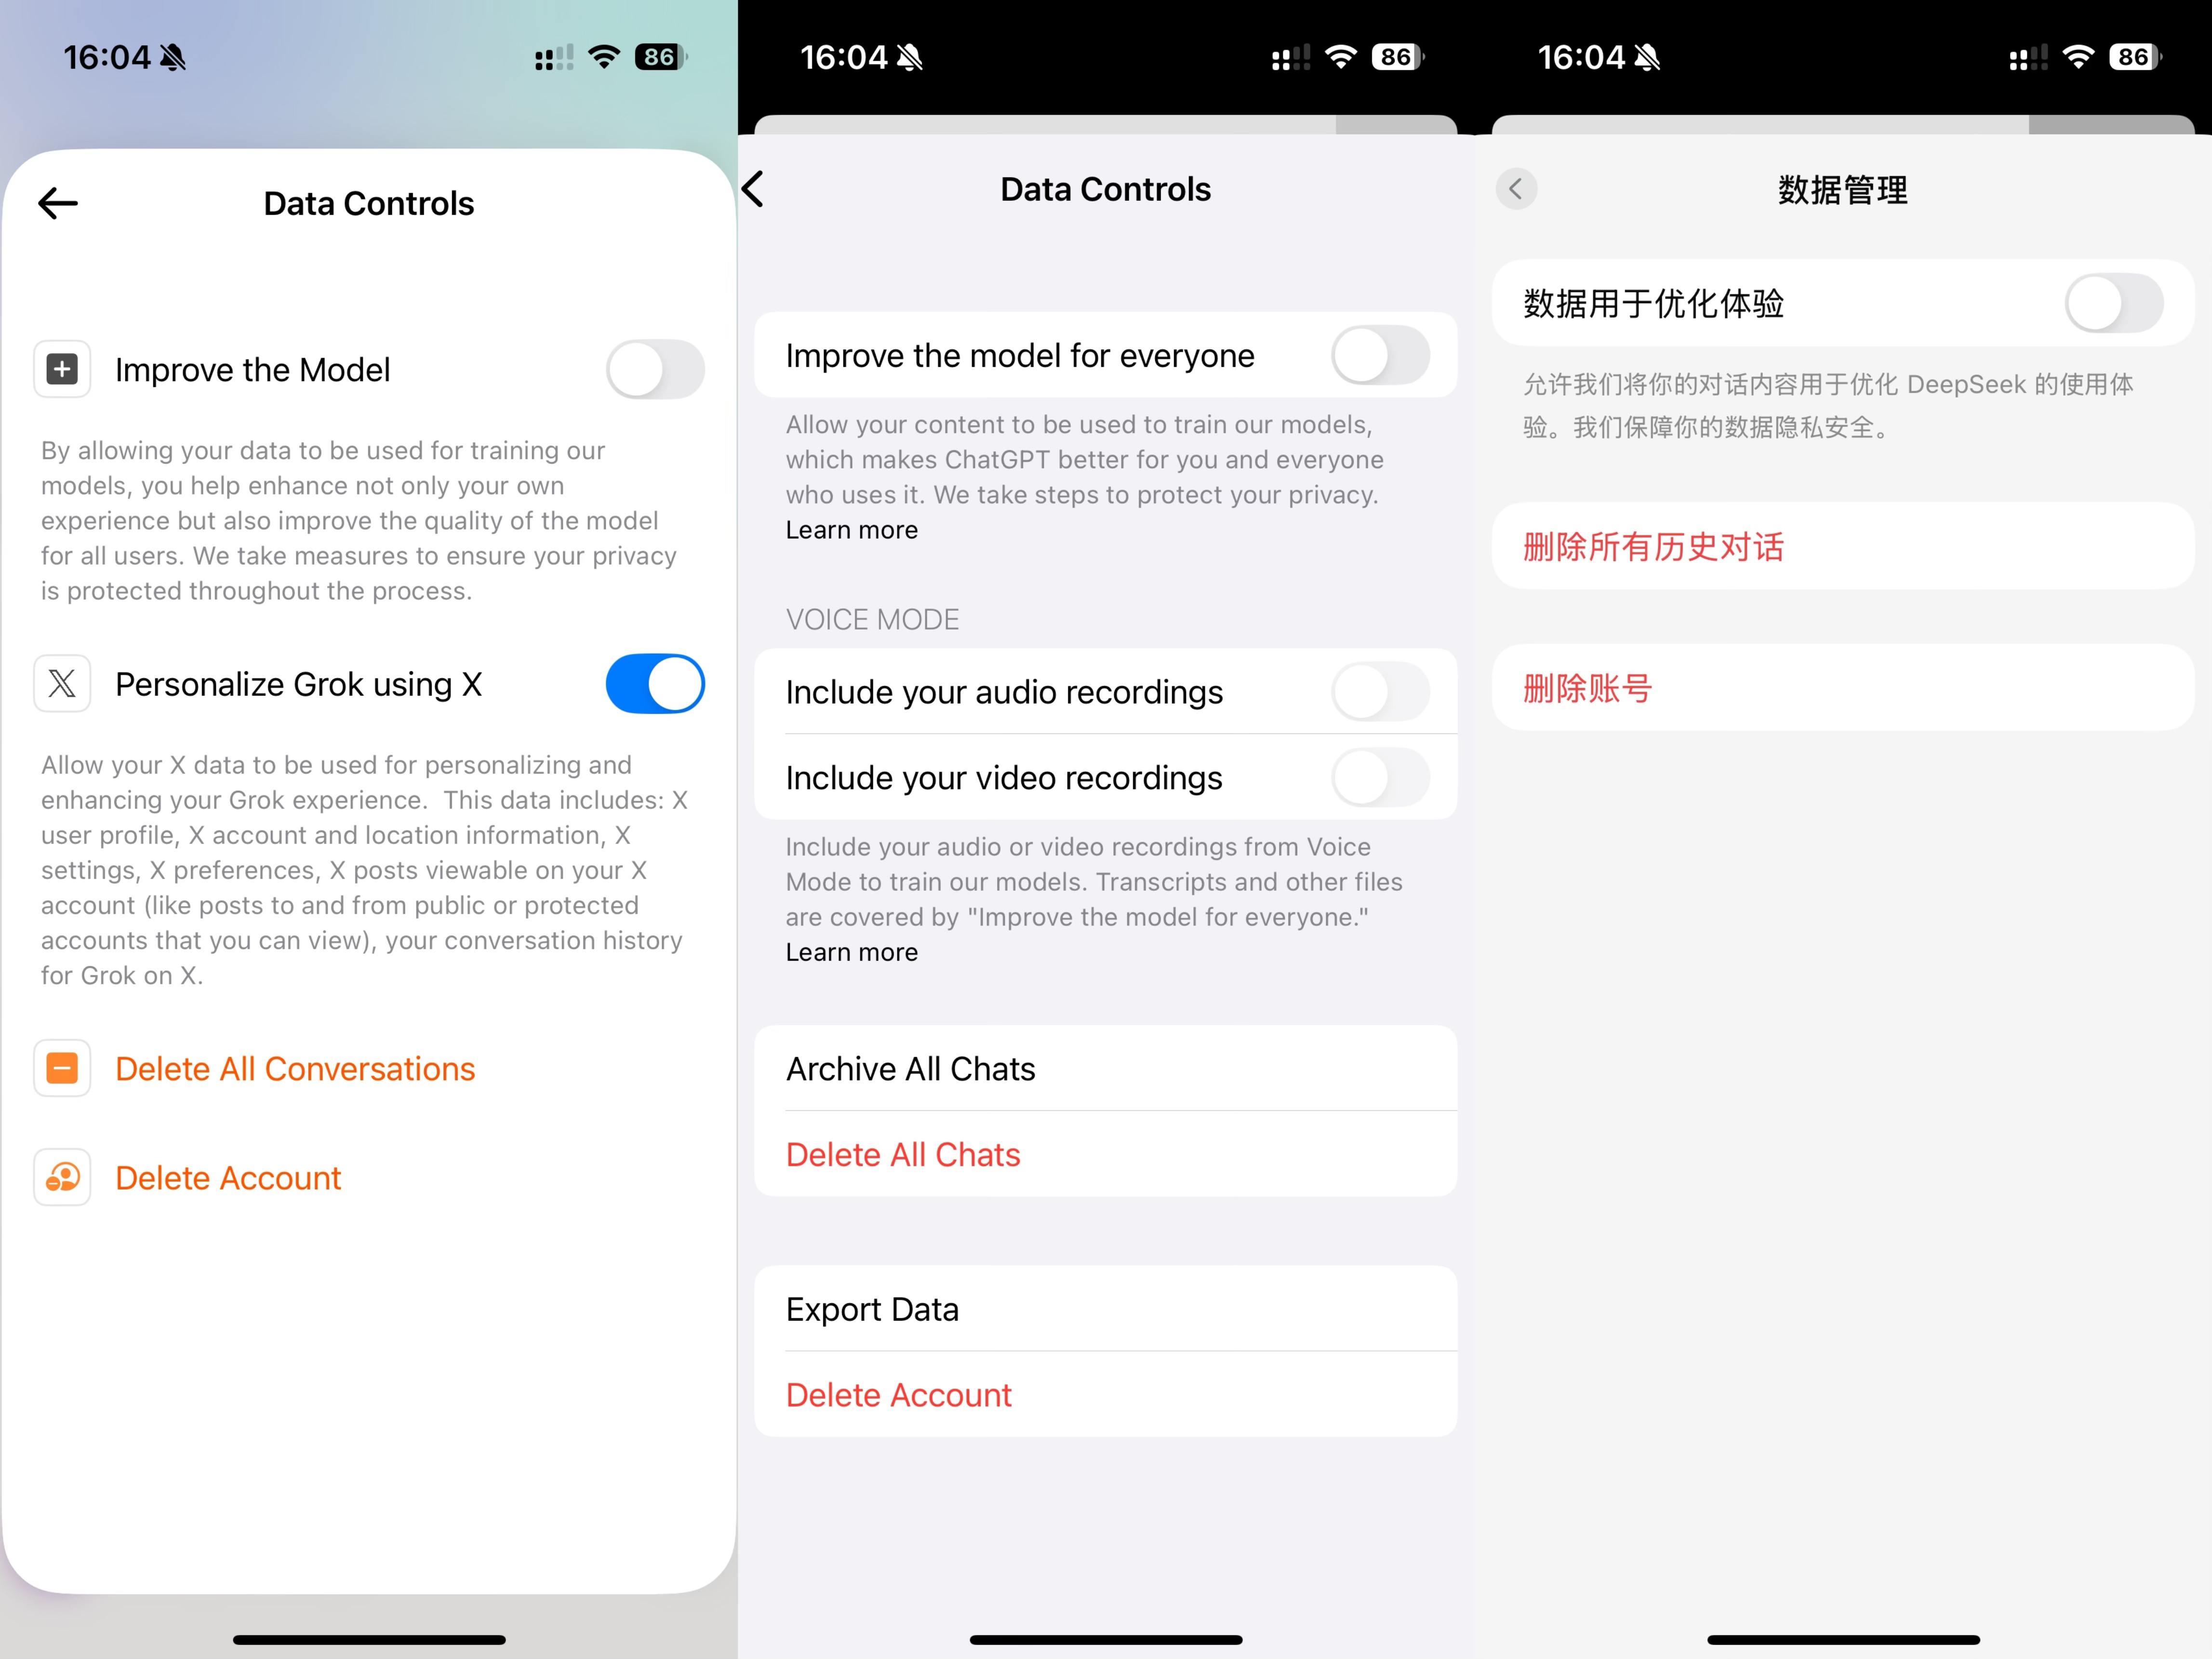 16:04
86
Data Controls
Improve the Model
By allowing your data to be used for training our
models, you help enhance not only your own
experience but also improve the quality of the model
for all users. We take measures to ensure your privacy
is protected throughout the process.
Personalize Grok using X
Allow your X data to be used for personalizing and
enhancing your Grok experience.  This data includes: X
user profile, X account and location information, X
settings, X preferences, X posts viewable on your X
account (like posts to and from public or protected
accounts that you can view), your conversation history
for Grok on X.
Delete All Conversations
Delete Account
16:04
86
Data Controls
Improve the model for everyone
Allow your content to be used to train our models,
which makes ChatGPT better for you and everyone
who uses it. We take steps to protect your privacy.
Learn more
VOICE MODE
Include your audio recordings
Include your video recordings
Include your audio or video recordings from Voice
Mode to train our models. Transcripts and other files
are covered by "Improve the model for everyone."
Learn more
Archive All Chats
Delete All Chats
Export Data
Delete Account
16:04
86
数据管理
数据用于优化体验
允许我们将你的对话内容用于优化 DeepSeek 的使用体
验。我们保障你的数据隐私安全。
删除所有历史对话
删除账号